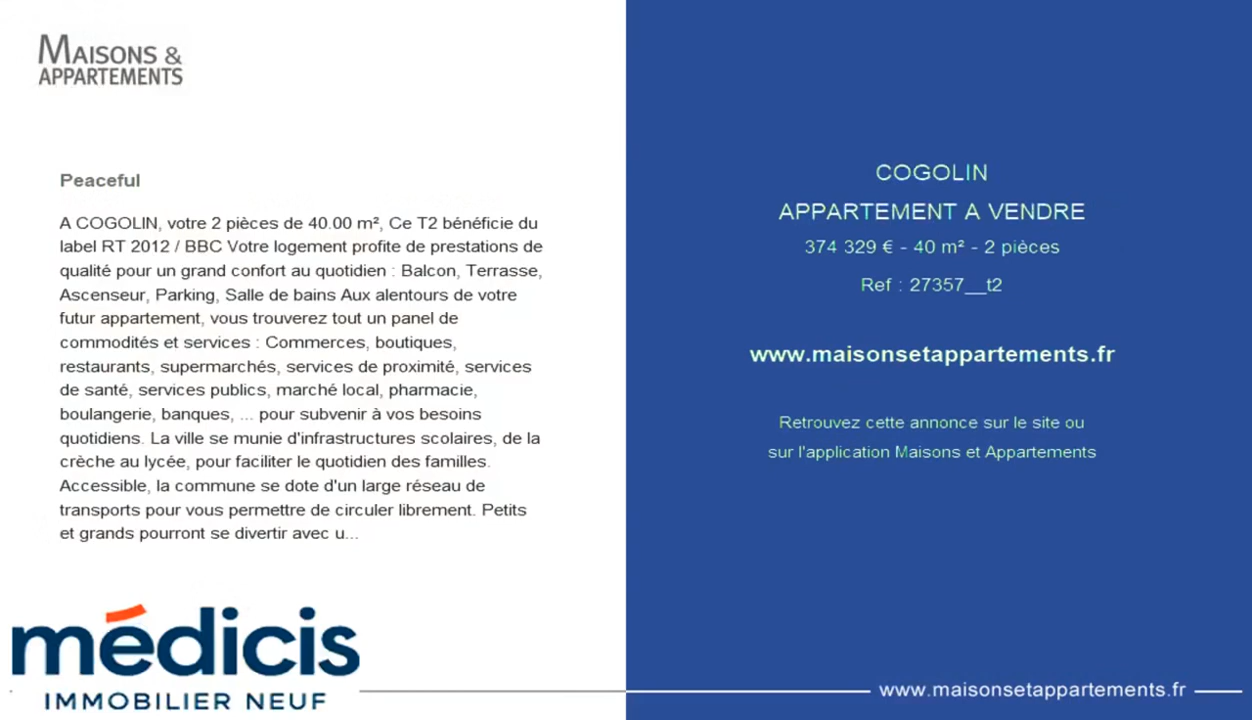 MAISONS &
APPARTEMENTS
Peaceful
A COGOLIN, votre 2 pièces de 40.00 m², Ce T2 bénéficie du
label RT 2012 / BBC Votre logement profite de prestations de
qualité pour un grand confort au quotidien : Balcon, Terrasse,
Ascenseur, Parking, Salle de bains Aux alentours de votre
futur appartement, vous trouverez tout un panel de
commodités et services : Commerces, boutiques,
restaurants, supermarchés, services de proximité, services
de santé, services publics, marché local, pharmacie,
boulangerie, banques, ... pour subvenir à vos besoins
quotidiens. La ville se munie d'infrastructures scolaires, de la
crèche au lycée, pour faciliter le quotidien des familles.
Accessible, la commune se dote d'un large réseau de
transports pour vous permettre de circuler librement. Petits
et grands pourront se divertir avec u...
médicis
IMMOBILIER NEUF
COGOLIN
APPARTEMENT A VENDRE
374 329 € - 40 m² - 2 pièces
Ref : 27357__t2
www.maisonsetappartements.fr
Retrouvez cette annonce sur le site ou
sur l'application Maisons et Appartements
www.maisonsetappartements.fr